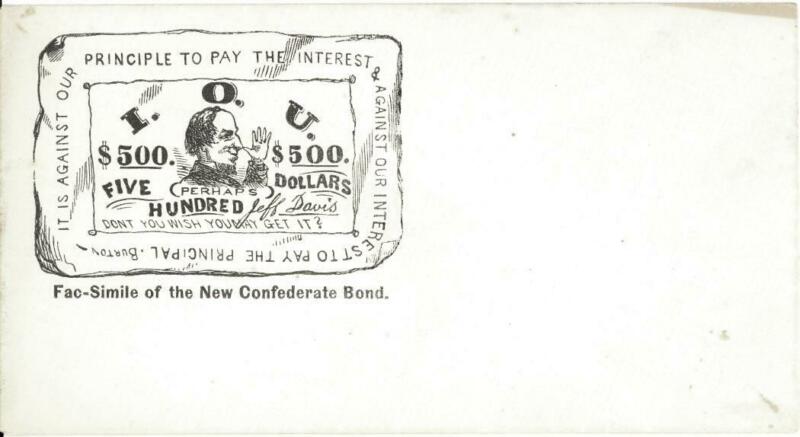 IT IS AGAINST OUR
PRINCIPLE TO PAY THE INTEREST
& AGAINST OUR INTEREST
TO PAY THE PRINCIPAL. BURTON
I. O. U.
$500. $500.
FIVE (PERHAPS) DOLLARS
HUNDRED Jeff Davis
DONT YOU WISH YOU MAY GET IT?
Fac-Simile of the New Confederate Bond.